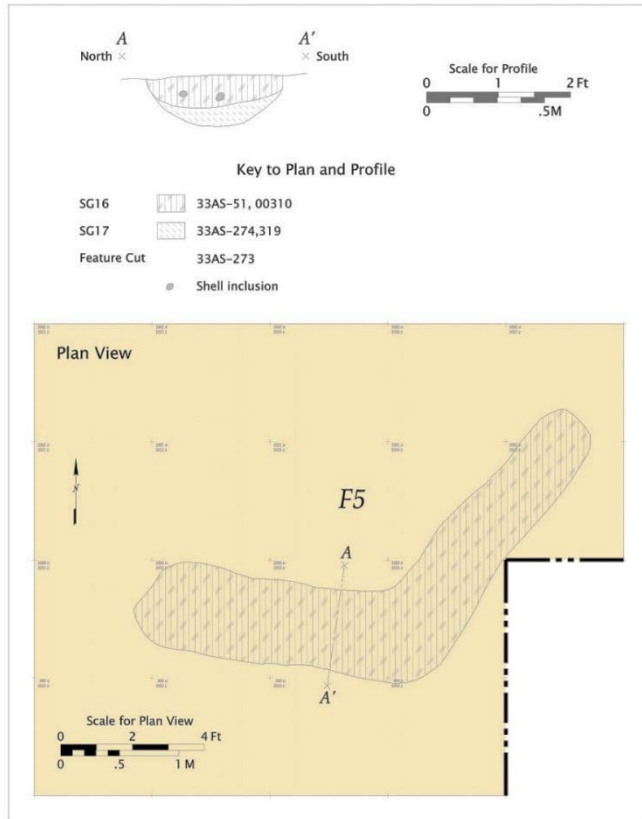 A
A'
North
South
Scale for Profile
0 1 2 Ft
0 .5M
Key to Plan and Profile
SG16 33AS-51, 00310
SG17 33AS-274,319
Feature Cut 33AS-273
Shell inclusion
Plan View
N
F5
A
A'
Scale for Plan View
0 2 4 Ft
0 .5 1 M